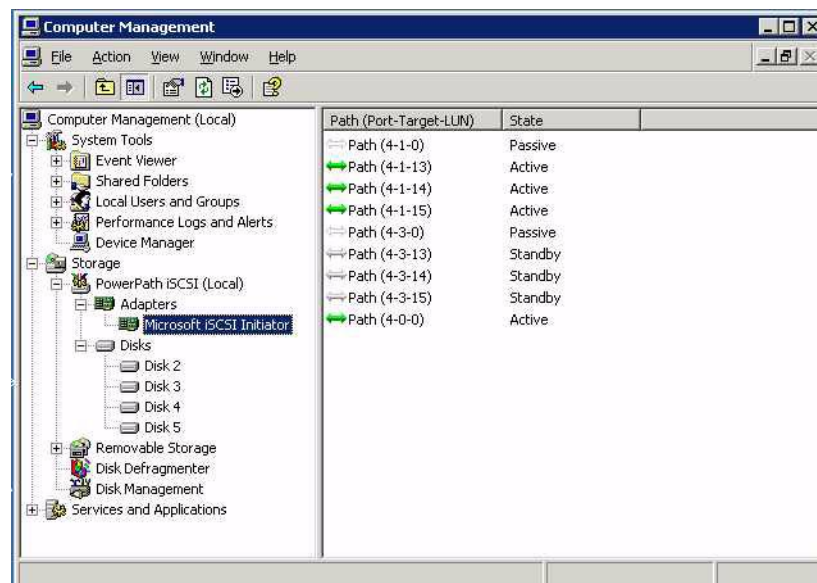 Computer Management
File Action View Window Help
Computer Management (Local)
System Tools
Event Viewer
Shared Folders
Local Users and Groups
Performance Logs and Alerts
Device Manager
Storage
PowerPath iSCSI (Local)
Adapters
Microsoft iSCSI Initiator
Disks
Disk 2
Disk 3
Disk 4
Disk 5
Removable Storage
Disk Defragmenter
Disk Management
Services and Applications
Path (Port-Target-LUN) State
Path (4-1-0) Passive
Path (4-1-13) Active
Path (4-1-14) Active
Path (4-1-15) Active
Path (4-3-0) Passive
Path (4-3-13) Standby
Path (4-3-14) Standby
Path (4-3-15) Standby
Path (4-0-0) Active